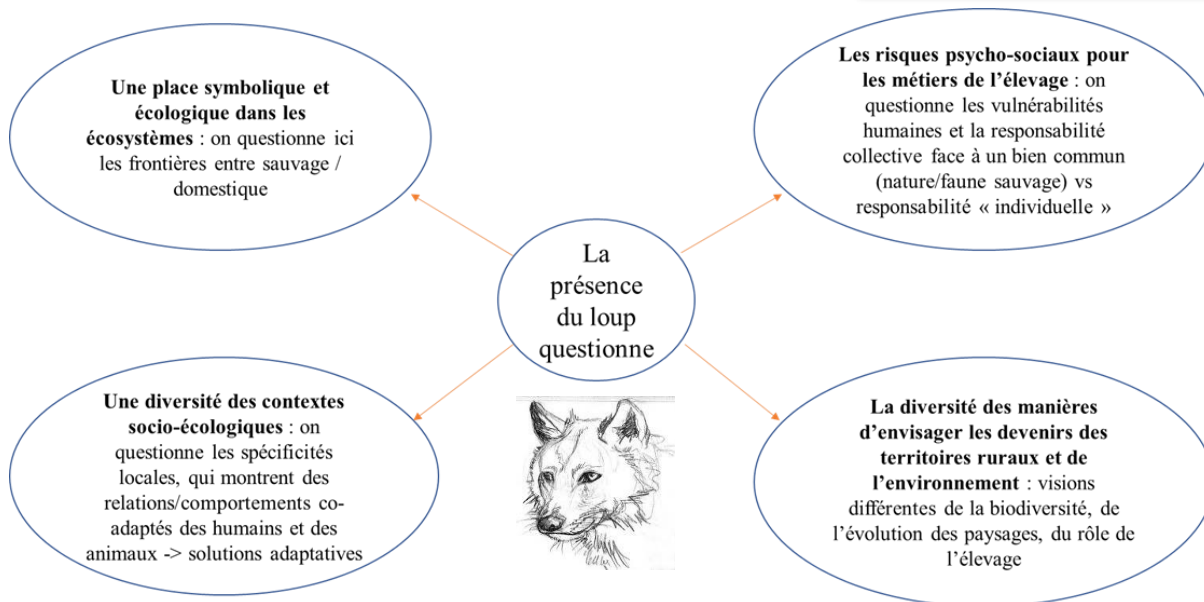 Une place symbolique et
écologique dans les
écosystèmes : on questionne ici
les frontières entre sauvage /
domestique
Les risques psycho-sociaux pour
les métiers de l’élevage : on
questionne les vulnérabilités
humaines et la responsabilité
collective face à un bien commun
(nature/faune sauvage) vs
responsabilité « individuelle »
La
présence
du loup
questionne
Une diversité des contextes
socio-écologiques : on
questionne les spécificités
locales, qui montrent des
relations/comportements co-
adaptés des humains et des
animaux -> solutions adaptatives
La diversité des manières
d’envisager les devenirs des
territoires ruraux et de
l’environnement : visions
différentes de la biodiversité, de
l’évolution des paysages, du rôle de
l’élevage